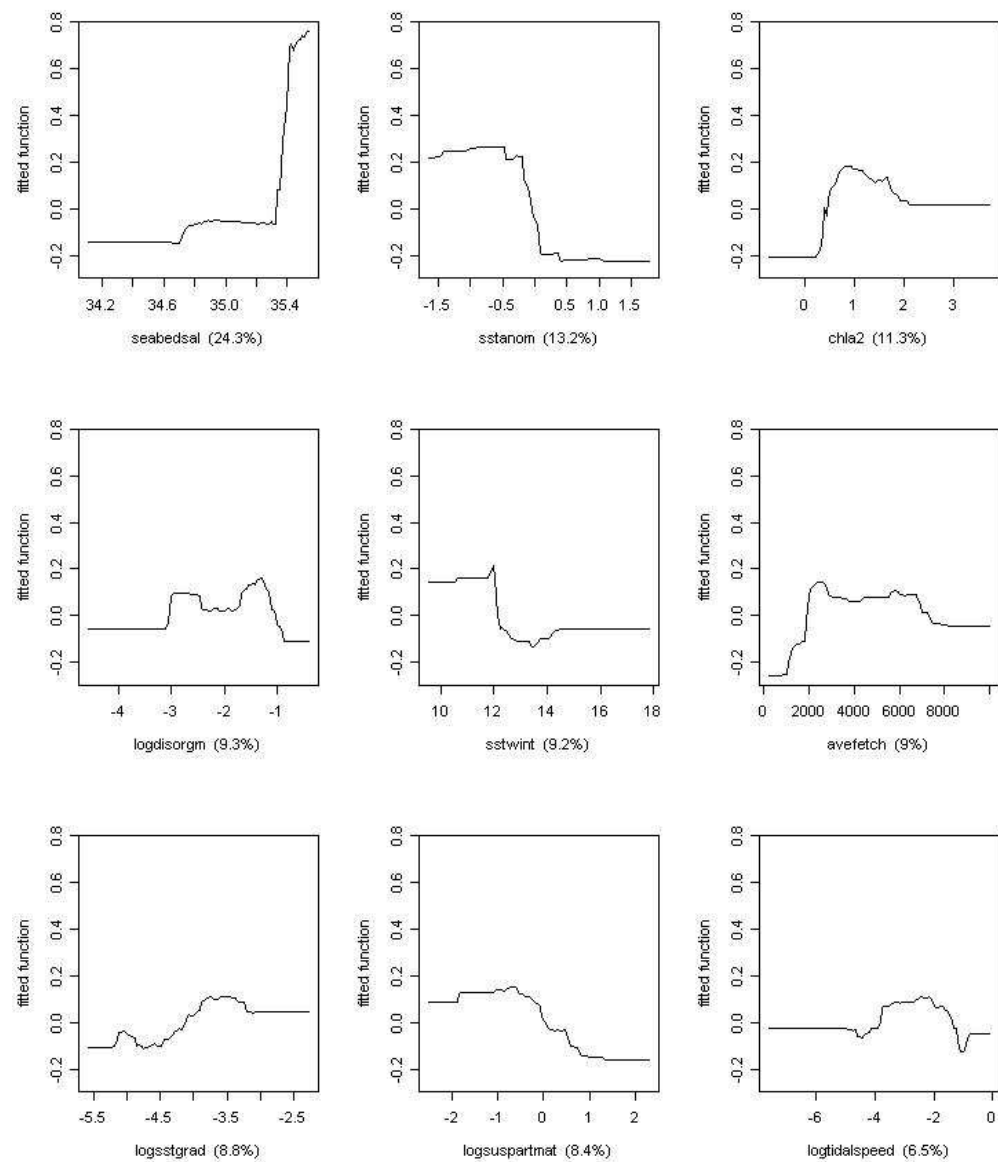 0.8
0.6
0.4
0.2
0.0
-0.2
fitted function
34.2 34.6 35.0 35.4
seabedsal (24.3%)
0.8
0.6
0.4
0.2
0.0
-0.2
fitted function
-1.5 -0.5 0.5 1.0 1.5
sstanom (13.2%)
0.8
0.6
0.4
0.2
0.0
-0.2
fitted function
0 1 2 3
chla2 (11.3%)
0.8
0.6
0.4
0.2
0.0
-0.2
fitted function
-4 -3 -2 -1
logdisorgm (9.3%)
0.8
0.6
0.4
0.2
0.0
-0.2
fitted function
10 12 14 16 18
sstwint (9.2%)
0.8
0.6
0.4
0.2
0.0
-0.2
fitted function
0 2000 4000 6000 8000
avefetch (9%)
0.8
0.6
0.4
0.2
0.0
-0.2
fitted function
-5.5 -4.5 -3.5 -2.5
logsstgrad (8.8%)
0.8
0.6
0.4
0.2
0.0
-0.2
fitted function
-2 -1 0 1 2
logsuspartmat (8.4%)
0.8
0.6
0.4
0.2
0.0
-0.2
fitted function
-6 -4 -2 0
logtidalspeed (6.5%)